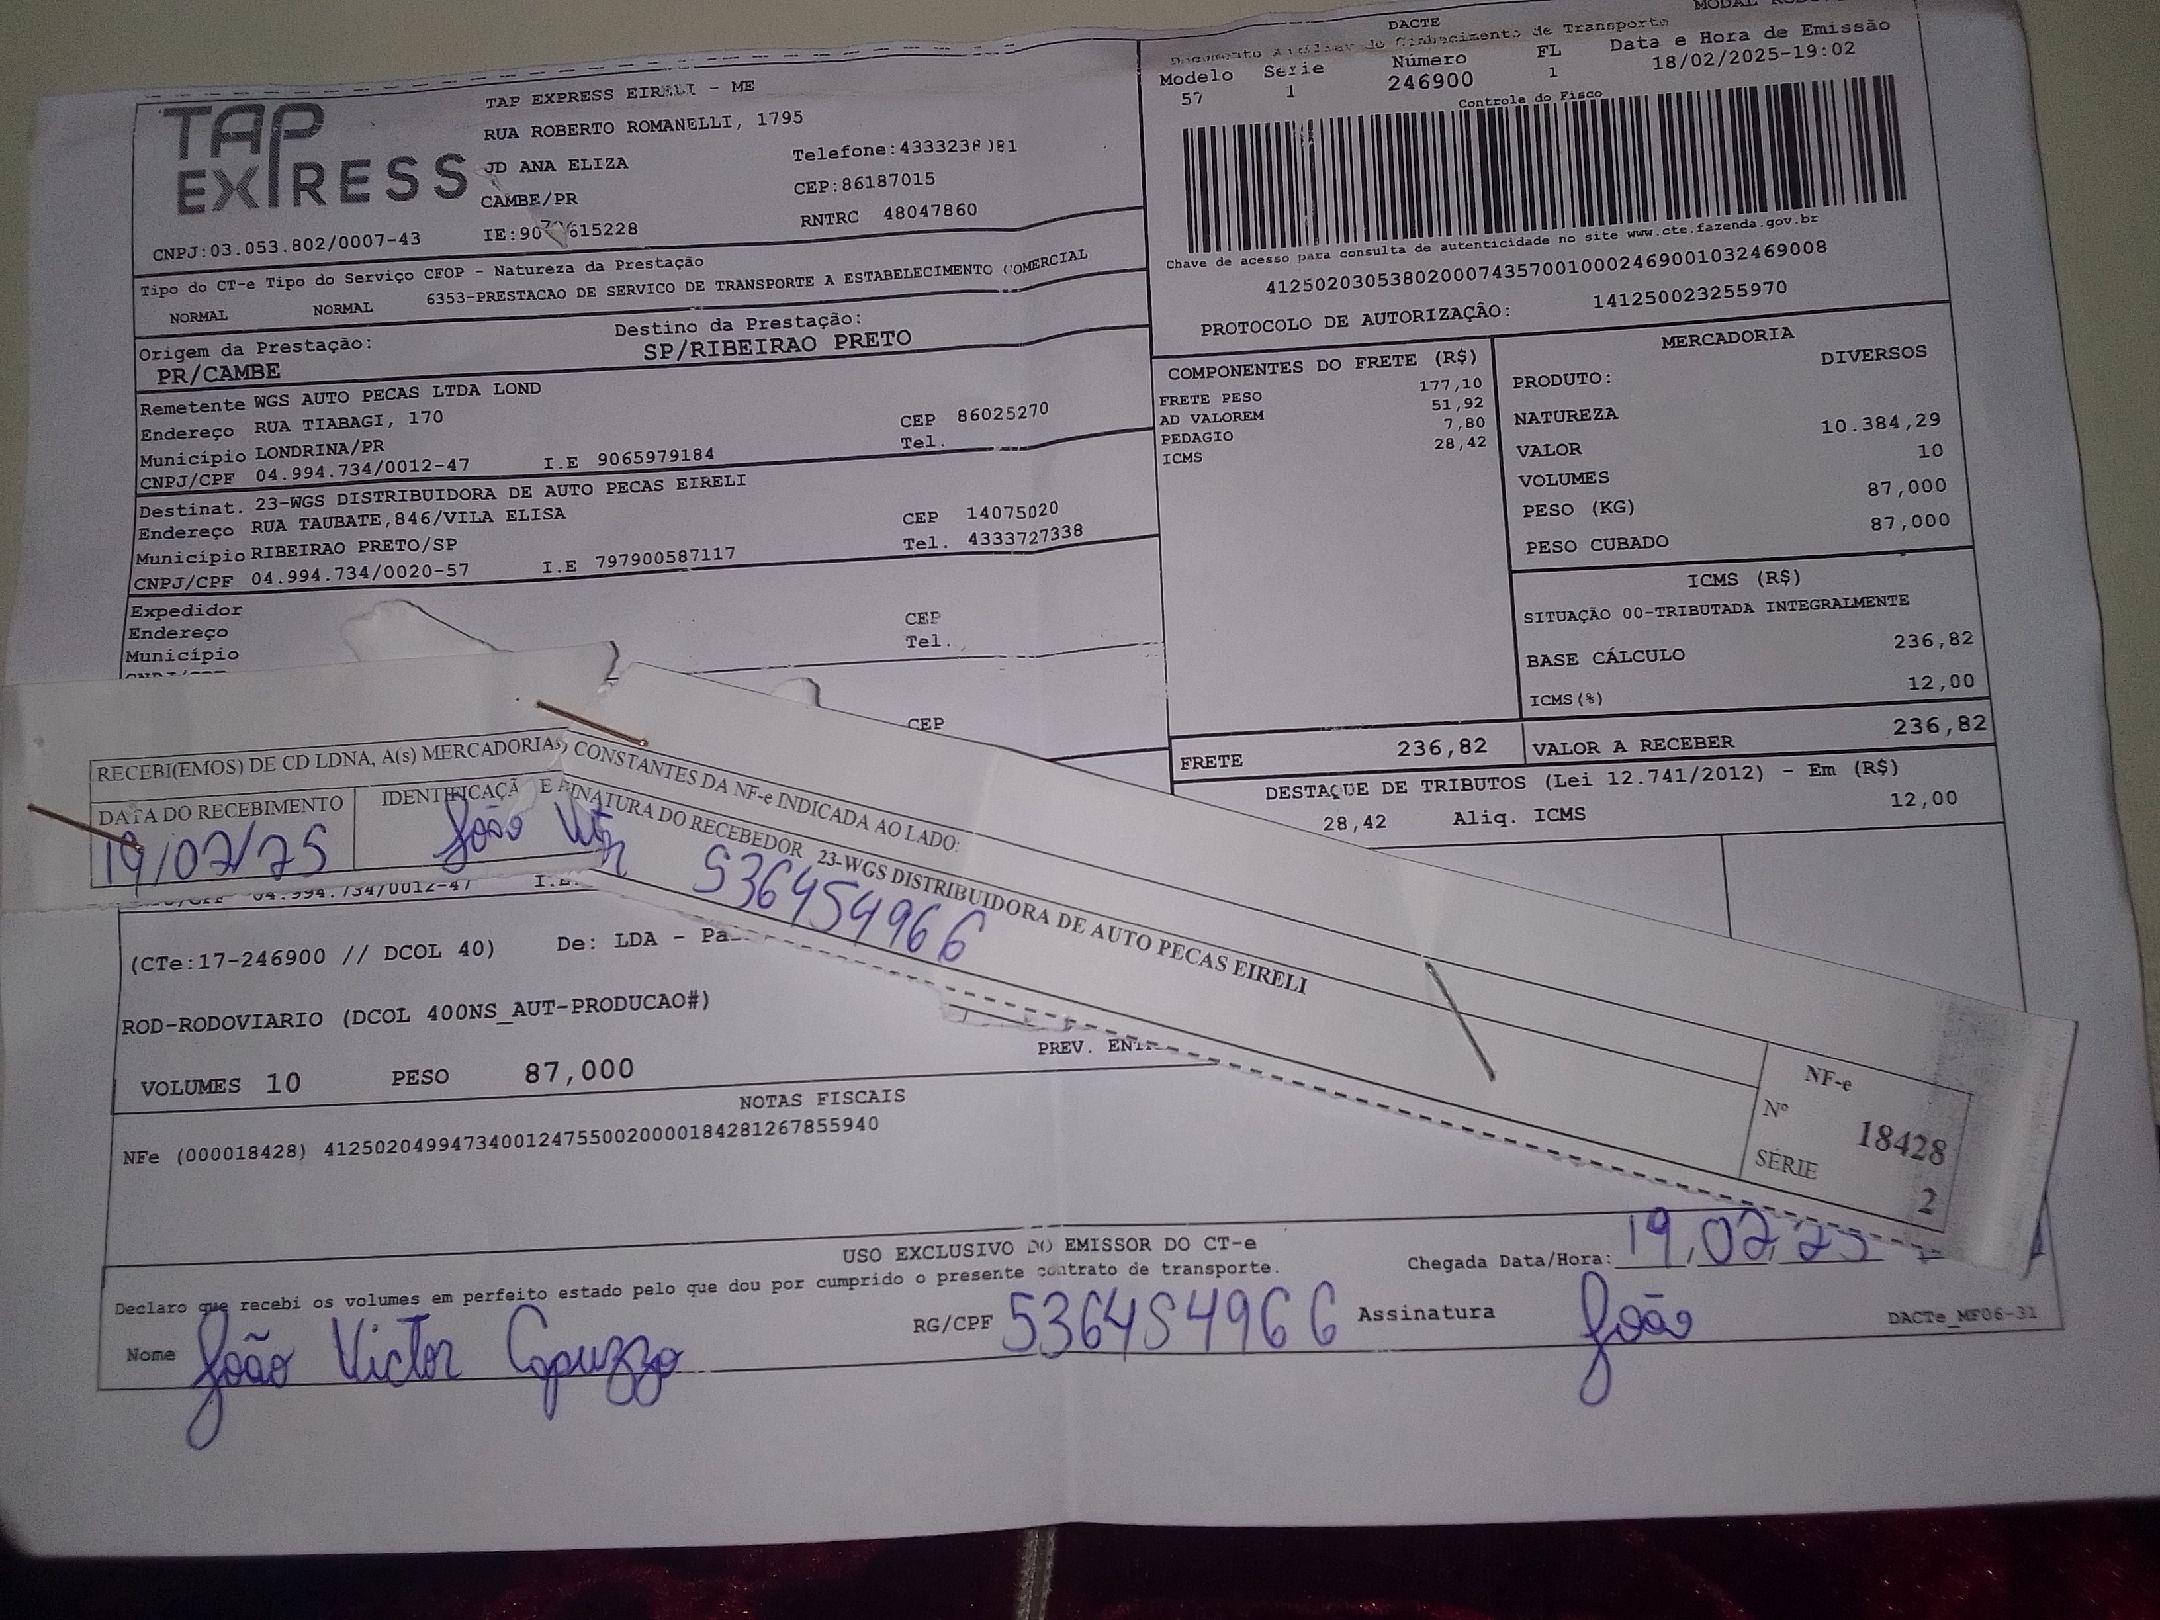 DACTE
Modelo Serie Número FL Data e Hora de Emissão
57 1 246900 1 18/02/2025-19:02
Controle do Fisco
Chave de acesso para consulta de autenticidade no site www.cte.fazenda.gov.br
41250203053802000743570010002469001032469008
PROTOCOLO DE AUTORIZAÇÃO: 141250023255970
TAP EXPRESS
TAP EXPRESS EIRELI - ME
RUA ROBERTO ROMANELLI, 1795
JD ANA ELIZA
CAMBE/PR CEP:86187015
RNTRC 48047860
CNPJ:03.053.802/0007-43
Tipo do CT-e Tipo do Serviço CFOP - Natureza da Prestação
NORMAL NORMAL 6353-PRESTACAO DE SERVICO DE TRANSPORTE A ESTABELECIMENTO COMERCIAL
Origem da Prestação: Destino da Prestação:
PR/CAMBE SP/RIBEIRAO PRETO
Remetente WGS AUTO PECAS LTDA LOND
Endereço RUA TIABAGI, 170 CEP 86025270
Município LONDRINA/PR Tel.
CNPJ/CPF 04.994.734/0012-47 I.E 9065979184
Destinat. 23-WGS DISTRIBUIDORA DE AUTO PECAS EIRELI
Endereço RUA TAUBATE,846/VILA ELISA CEP 14075020
Município RIBEIRAO PRETO/SP Tel. 4333727338
CNPJ/CPF 04.994.734/0020-57 I.E 797900587117
Expedidor
Endereço CEP
Município Tel.
CEP
COMPONENTES DO FRETE (R$)
FRETE PESO 177,10
AD VALOREM 51,92
PEDAGIO 7,80
ICMS 28,42
MERCADORIA
PRODUTO: DIVERSOS
NATUREZA
VALOR 10.384,29
VOLUMES 10
PESO (KG) 87,000
PESO CUBADO 87,000
ICMS (R$)
SITUAÇÃO 00-TRIBUTADA INTEGRALMENTE
BASE CÁLCULO 236,82
ICMS(%) 12,00
FRETE 236,82 VALOR A RECEBER 236,82
DESTAQUE DE TRIBUTOS (Lei 12.741/2012) - Em (R$)
28,42 Aliq. ICMS 12,00
RECEBI(EMOS) DE CD LDNA, A(s) MERCADORIAS CONSTANTES DA NF-e INDICADA AO LADO:
DATA DO RECEBIMENTO
19/02/25
23-WGS DISTRIBUIDORA DE AUTO PECAS EIRELI
João
536454966
NF-e
Nº 18428
SÉRIE 2
04.994.734/0012-47
(CTe:17-246900 // DCOL 40) De: LDA -
ROD-RODOVIARIO (DCOL 400NS_AUT-PRODUCAO#)
VOLUMES 10 PESO 87,000 PREV.
NOTAS FISCAIS
NFe (000018428) 41250204994734001247550020000184281267855940
USO EXCLUSIVO DO EMISSOR DO CT-e
Declaro que recebi os volumes em perfeito estado pelo que dou por cumprido o presente contrato de transporte.
Chegada Data/Hora: 19,02,25
Nome João Victor Capuzzo RG/CPF 536454966 Assinatura João
DACTe_MF06-31